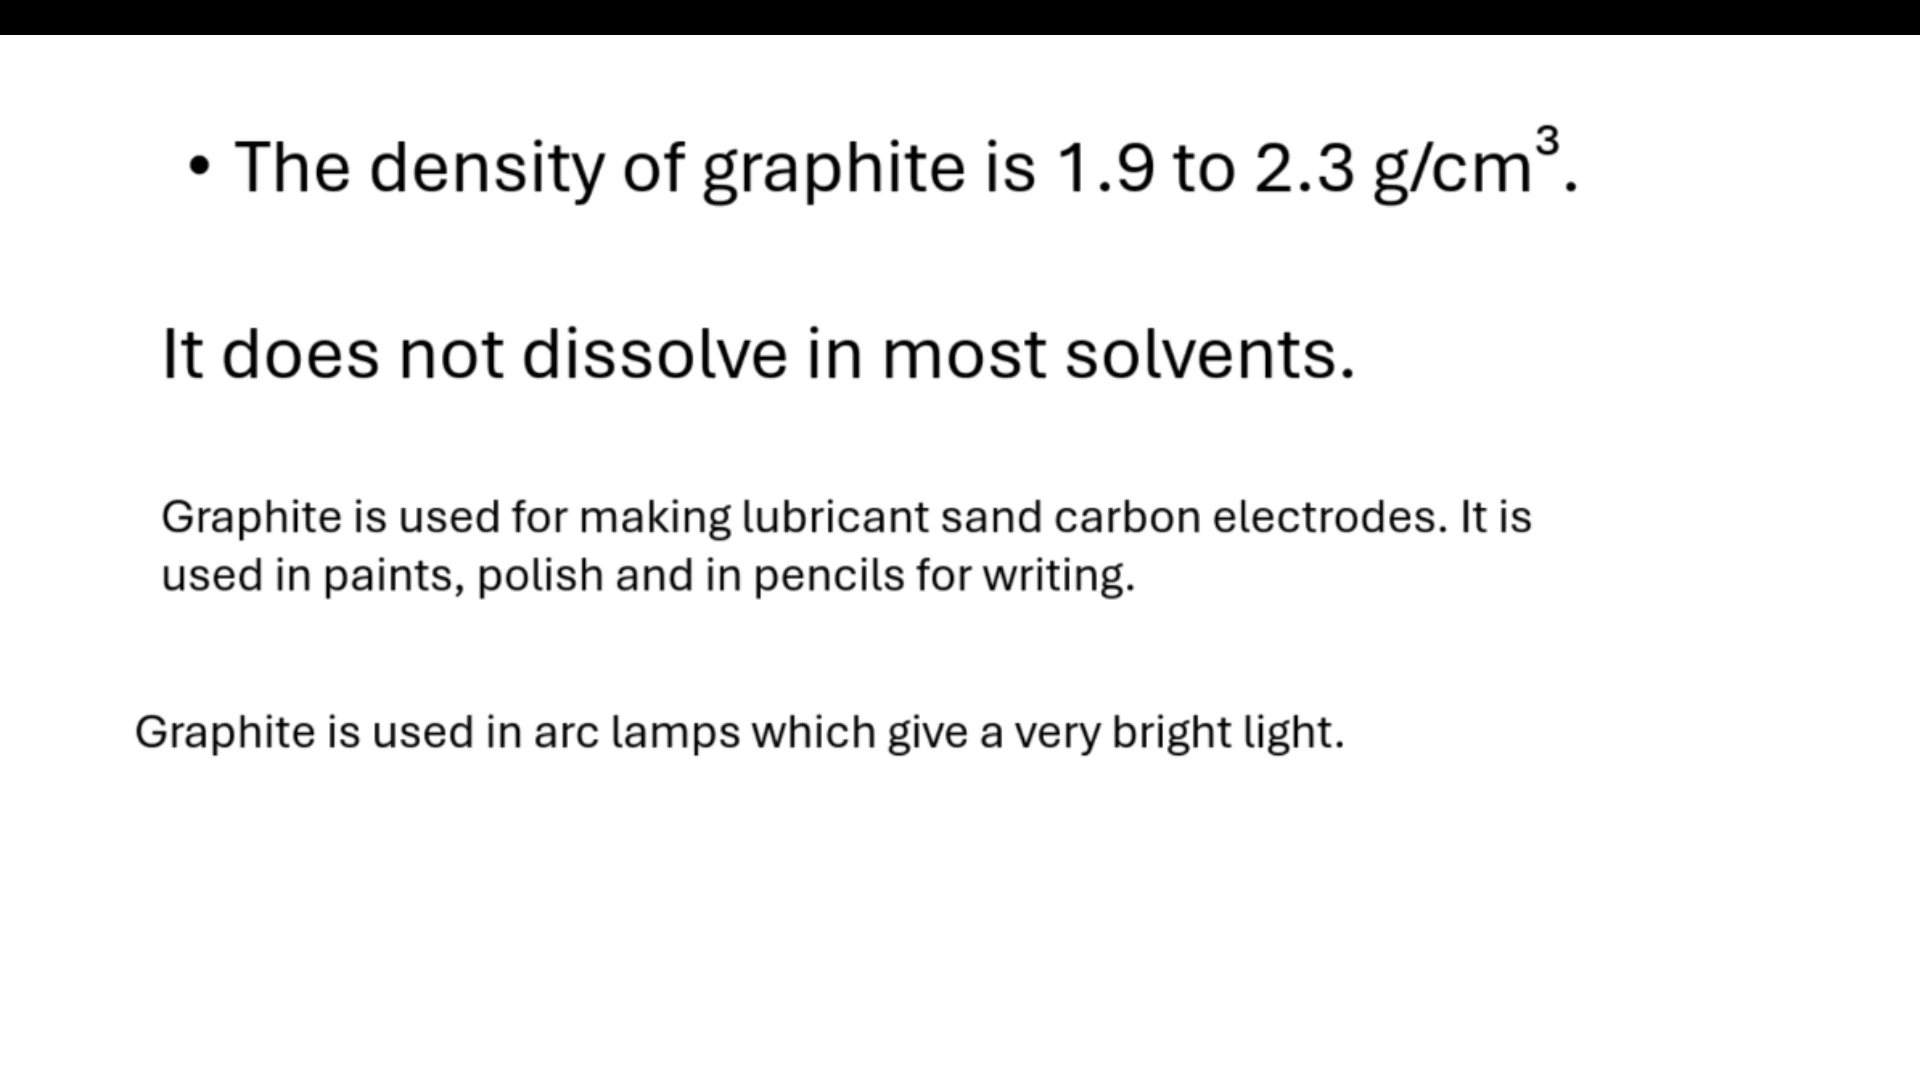 • The density of graphite is 1.9 to 2.3 g/cm³.
It does not dissolve in most solvents.
Graphite is used for making lubricant sand carbon electrodes. It is
used in paints, polish and in pencils for writing.
Graphite is used in arc lamps which give a very bright light.